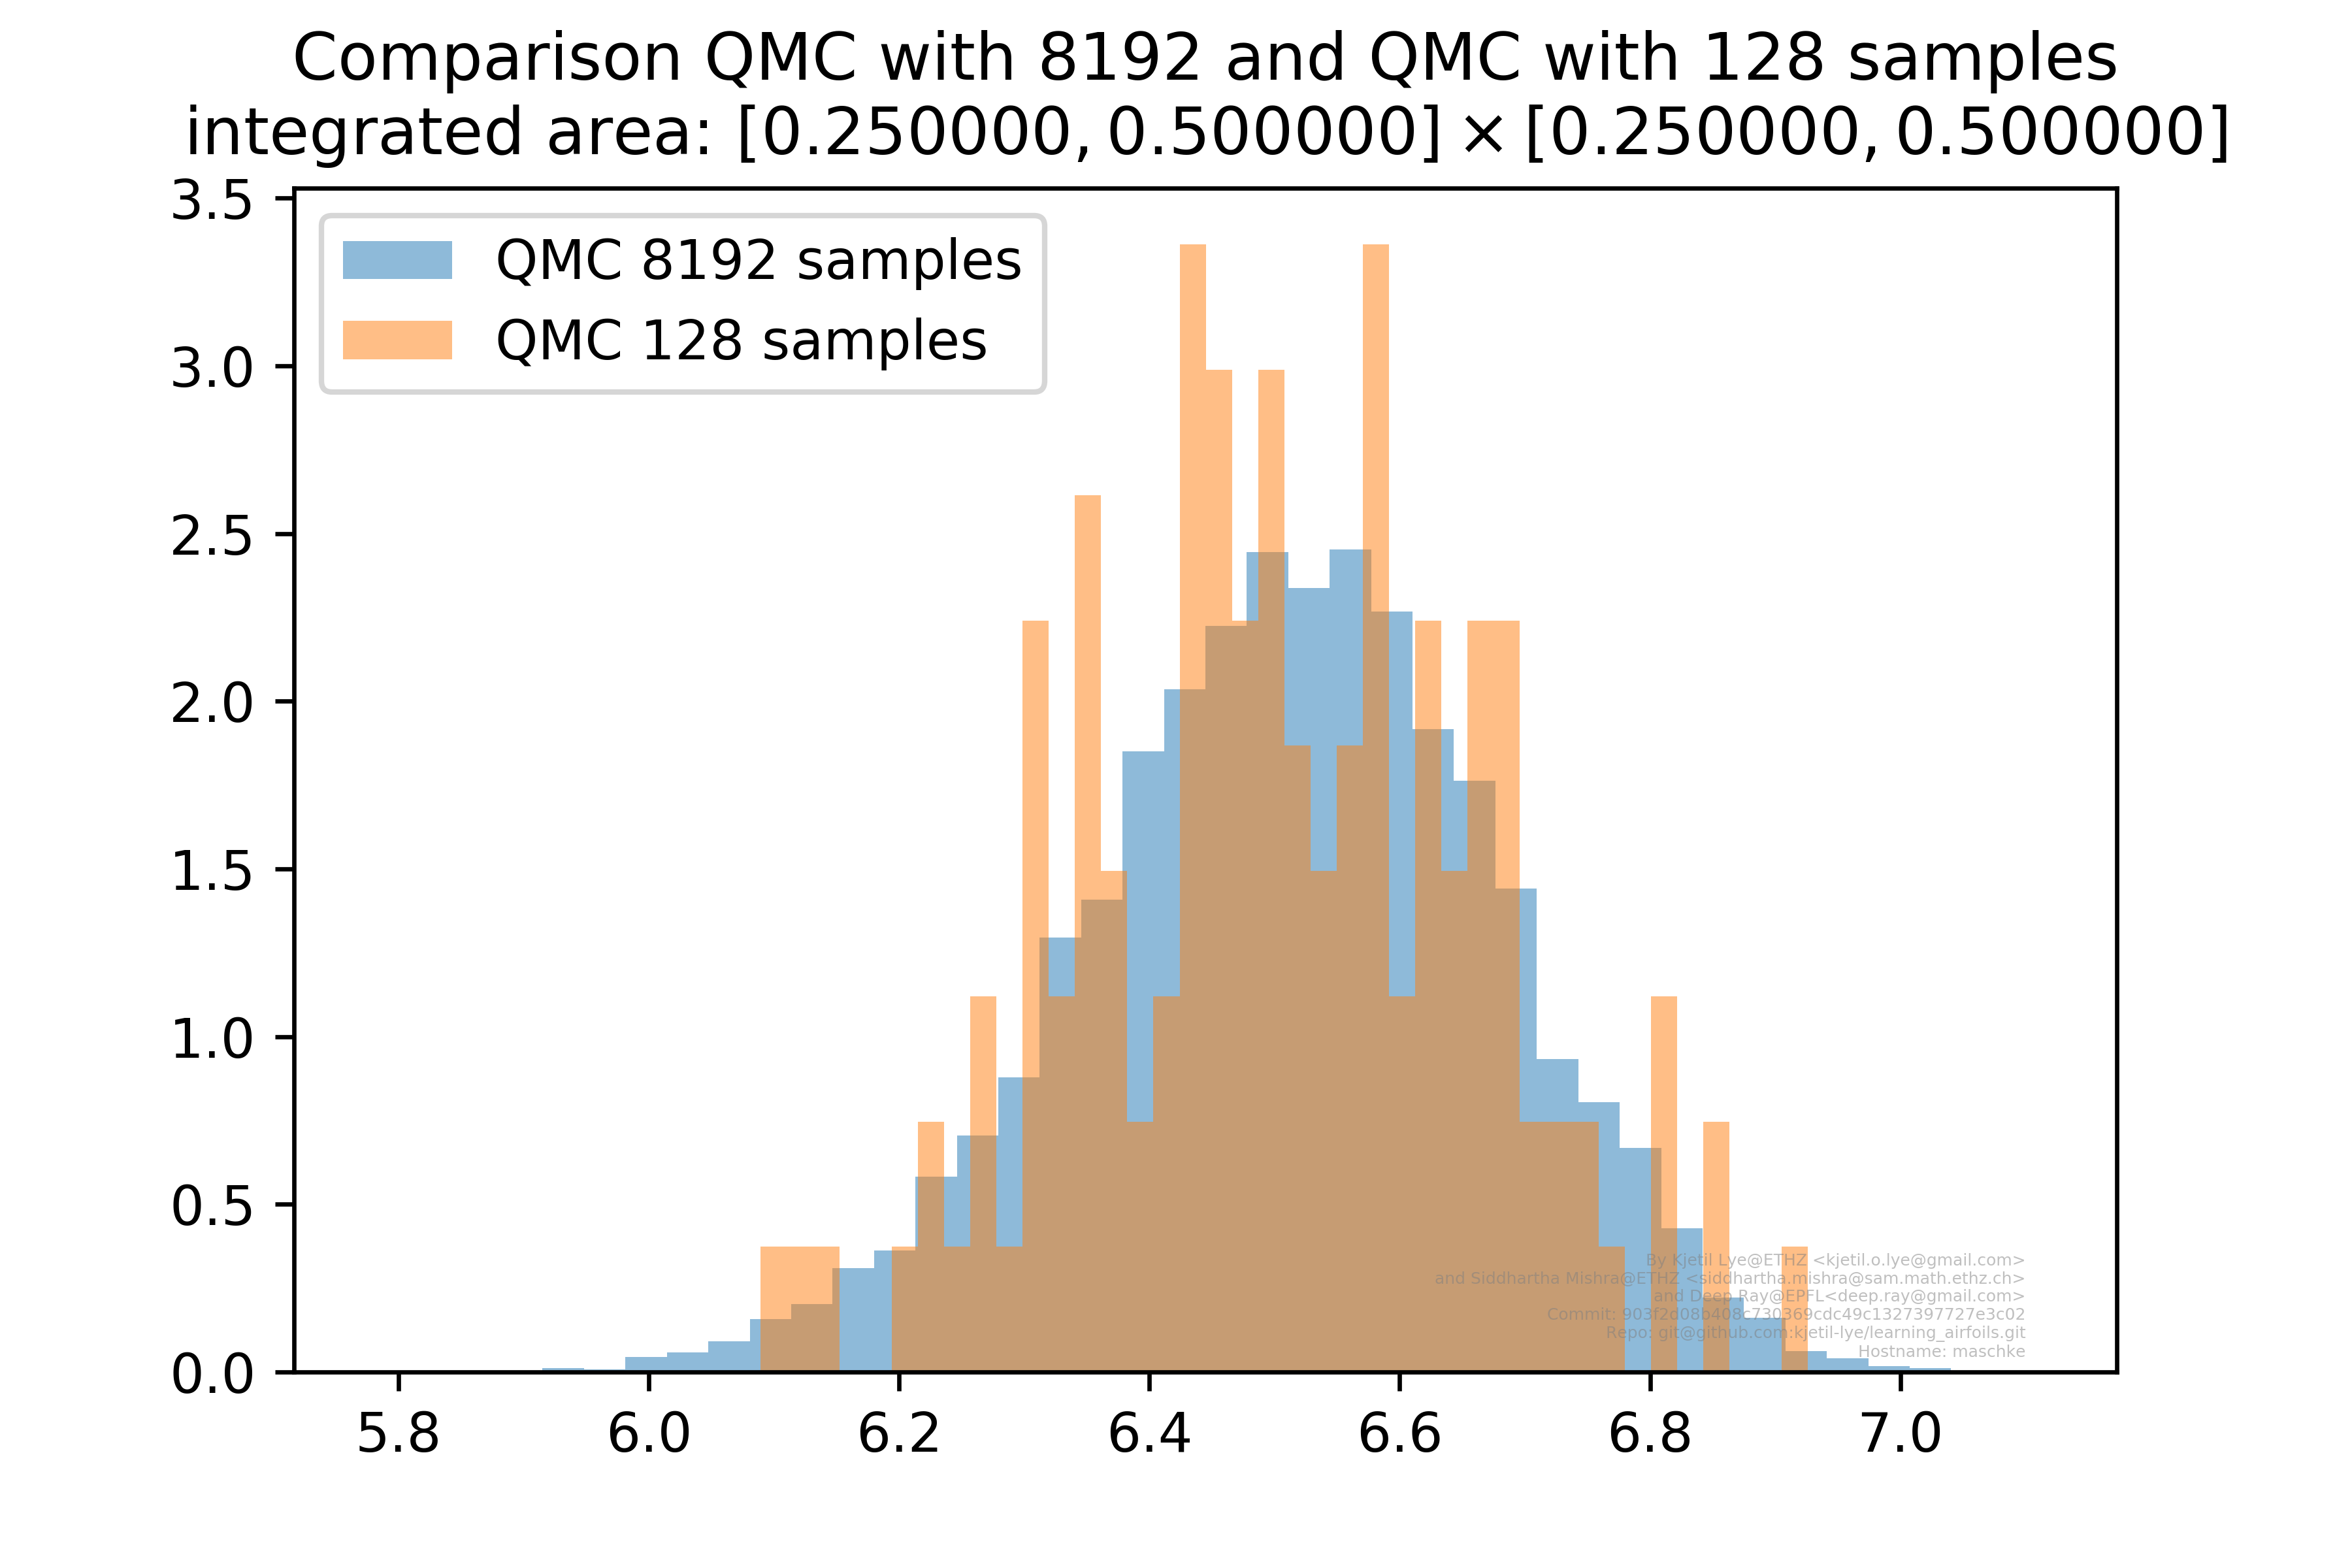 Comparison QMC with 8192 and QMC with 128 samples
integrated area: [0.250000, 0.500000] × [0.250000, 0.500000]
3.5
3.0
2.5
2.0
1.5
1.0
0.5
0.0
QMC 8192 samples
QMC 128 samples
By Kjetil Lye@ETHZ <kjetil.o.lye@gmail.com>
and Siddhartha Mishra@ETHZ <siddhartha.mishra@sam.math.ethz.ch>
and Deep Ray@EPFL<deep.ray@gmail.com>
Commit: 903f2d08b408c730369cdc49c1327397727e3c02
Repo: git@github.com:kjetil-lye/learning_airfoils.git
Hostname: maschke
5.8 6.0 6.2 6.4 6.6 6.8 7.0